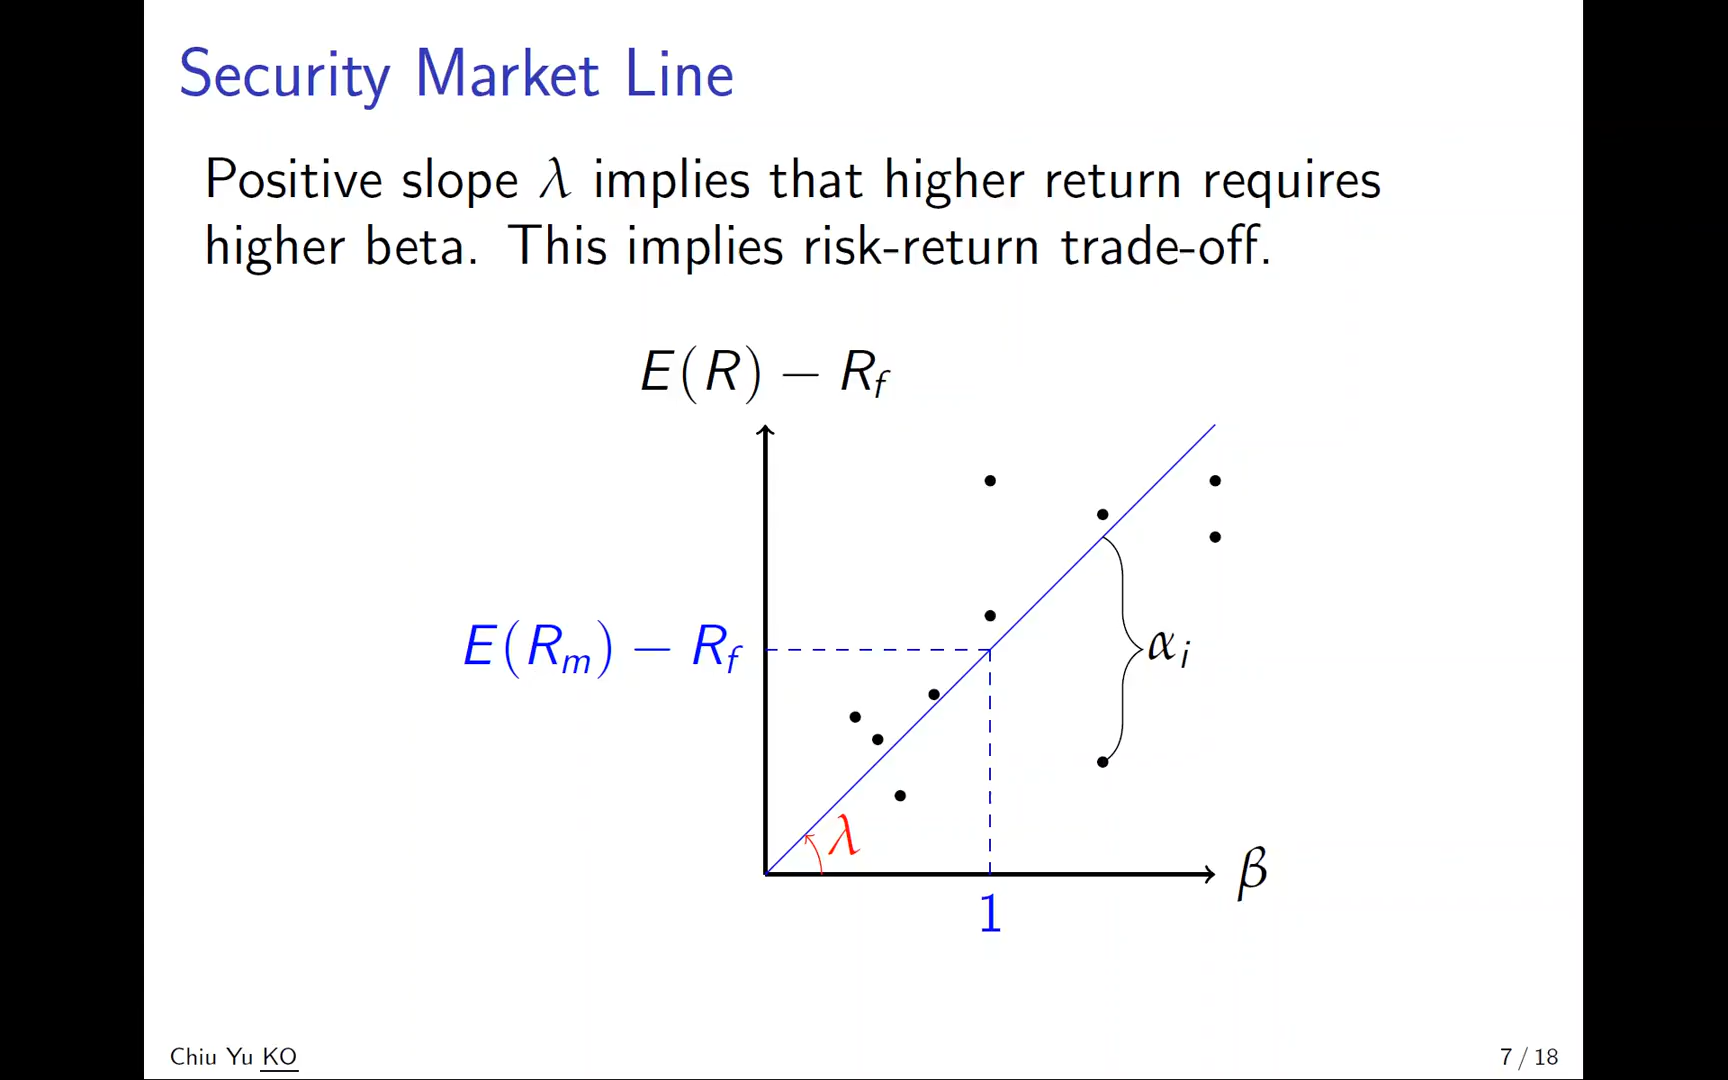 Security Market Line
Positive slope λ implies that higher return requires
higher beta. This implies risk-return trade-off.
E(R) − R_f
E(R_m) − R_f
α_i
λ
β
1
Chiu Yu KO
7 / 18